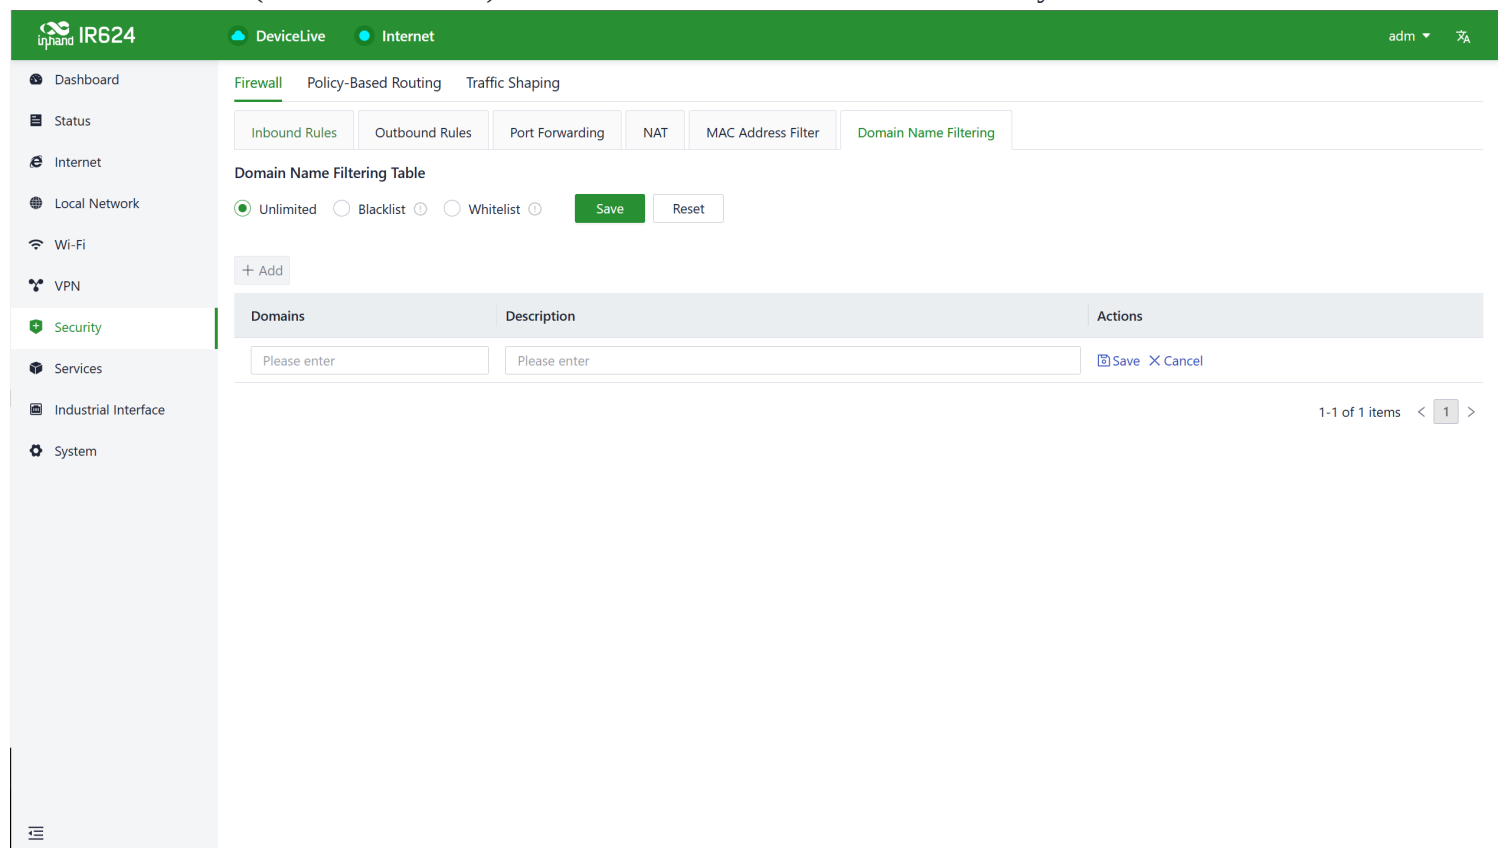 inhand IR624 DeviceLive Internet adm
Dashboard
Status
Internet
Local Network
Wi-Fi
VPN
Security
Services
Industrial Interface
System
Firewall Policy-Based Routing Traffic Shaping
Inbound Rules Outbound Rules Port Forwarding NAT MAC Address Filter Domain Name Filtering
Domain Name Filtering Table
Unlimited Blacklist Whitelist Save Reset
+ Add
Domains Description Actions
Please enter Please enter Save Cancel
1-1 of 1 items < 1 >